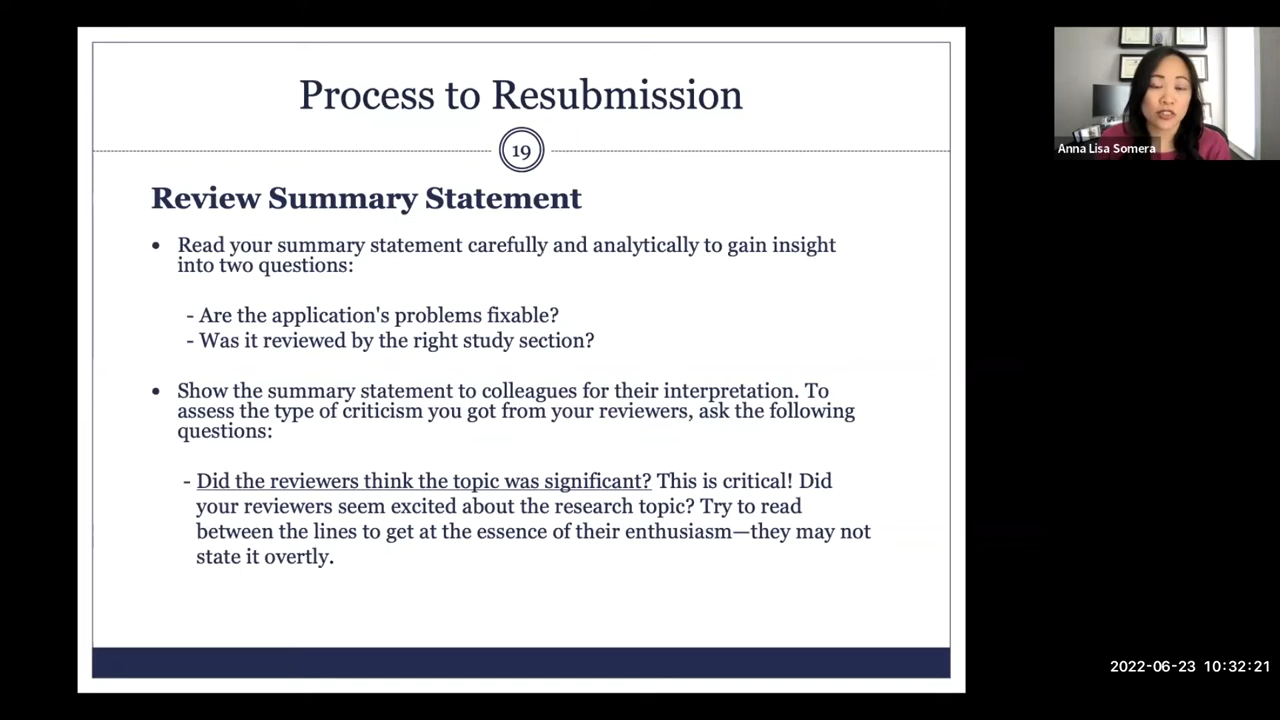 Process to Resubmission
19
Review Summary Statement
• Read your summary statement carefully and analytically to gain insight
into two questions:
- Are the application's problems fixable?
- Was it reviewed by the right study section?
• Show the summary statement to colleagues for their interpretation. To
assess the type of criticism you got from your reviewers, ask the following
questions:
- Did the reviewers think the topic was significant? This is critical! Did
your reviewers seem excited about the research topic? Try to read
between the lines to get at the essence of their enthusiasm—they may not
state it overtly.
Anna Lisa Somera
2022-06-23 10:32:21